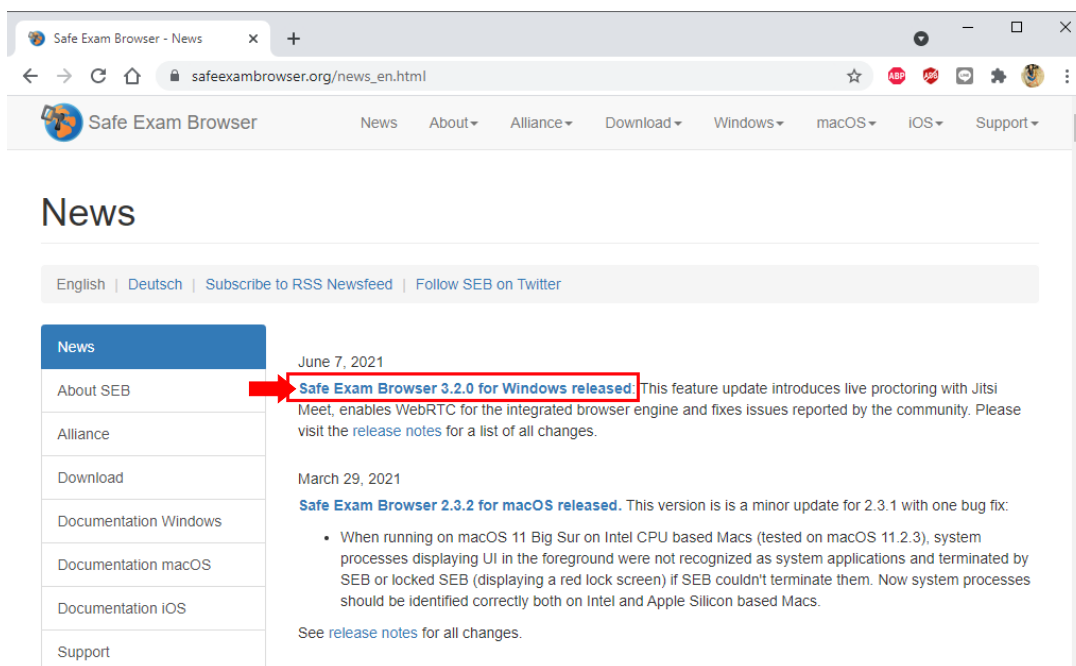 Safe Exam Browser - News
safeexambrowser.org/news_en.html
ABP
ADB
Safe Exam Browser News About Alliance Download Windows macOS iOS Support
News
English | Deutsch | Subscribe to RSS Newsfeed | Follow SEB on Twitter
News
About SEB
Alliance
Download
Documentation Windows
Documentation macOS
Documentation iOS
Support
June 7, 2021
Safe Exam Browser 3.2.0 for Windows released: This feature update introduces live proctoring with Jitsi
Meet, enables WebRTC for the integrated browser engine and fixes issues reported by the community. Please
visit the release notes for a list of all changes.
March 29, 2021
Safe Exam Browser 2.3.2 for macOS released. This version is is a minor update for 2.3.1 with one bug fix:
• When running on macOS 11 Big Sur on Intel CPU based Macs (tested on macOS 11.2.3), system
processes displaying UI in the foreground were not recognized as system applications and terminated by
SEB or locked SEB (displaying a red lock screen) if SEB couldn't terminate them. Now system processes
should be identified correctly both on Intel and Apple Silicon based Macs.
See release notes for all changes.